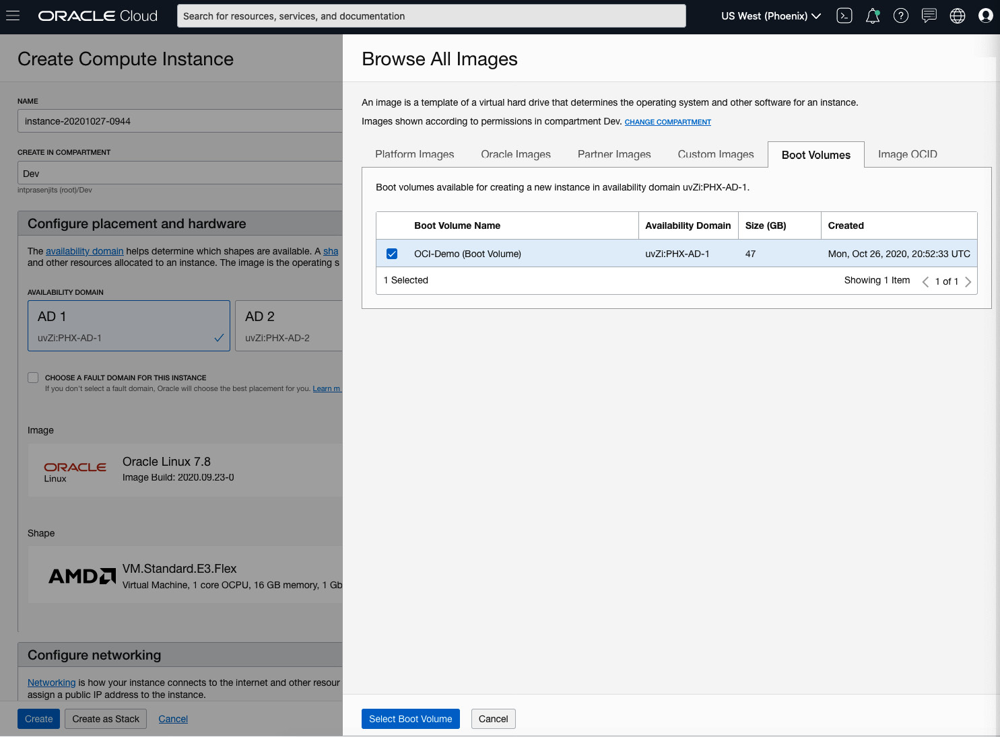 ORACLE Cloud
Search for resources, services, and documentation
US West (Phoenix)
Create Compute Instance
NAME
instance-20201027-0944
CREATE IN COMPARTMENT
Dev
intprasenjits (root)/Dev
Configure placement and hardware
The availability domain helps determine which shapes are available. A sha
and other resources allocated to an instance. The image is the operating s
AVAILABILITY DOMAIN
AD 1
uvZi:PHX-AD-1
AD 2
uvZi:PHX-AD-2
CHOOSE A FAULT DOMAIN FOR THIS INSTANCE
If you don't select a fault domain, Oracle will choose the best placement for you. Learn m
Image
ORACLE
Linux
Oracle Linux 7.8
Image Build: 2020.09.23-0
Shape
AMD
VM.Standard.E3.Flex
Virtual Machine, 1 core OCPU, 16 GB memory, 1 Gb
Configure networking
Networking is how your instance connects to the internet and other resour
assign a public IP address to the instance.
Create
Create as Stack
Cancel
Browse All Images
An image is a template of a virtual hard drive that determines the operating system and other software for an instance.
Images shown according to permissions in compartment Dev. CHANGE COMPARTMENT
Platform Images
Oracle Images
Partner Images
Custom Images
Boot Volumes
Image OCID
Boot volumes available for creating a new instance in availability domain uvZi:PHX-AD-1.
Boot Volume Name
Availability Domain
Size (GB)
Created
OCI-Demo (Boot Volume)
uvZi:PHX-AD-1
47
Mon, Oct 26, 2020, 20:52:33 UTC
1 Selected
Showing 1 Item
1 of 1
Select Boot Volume
Cancel